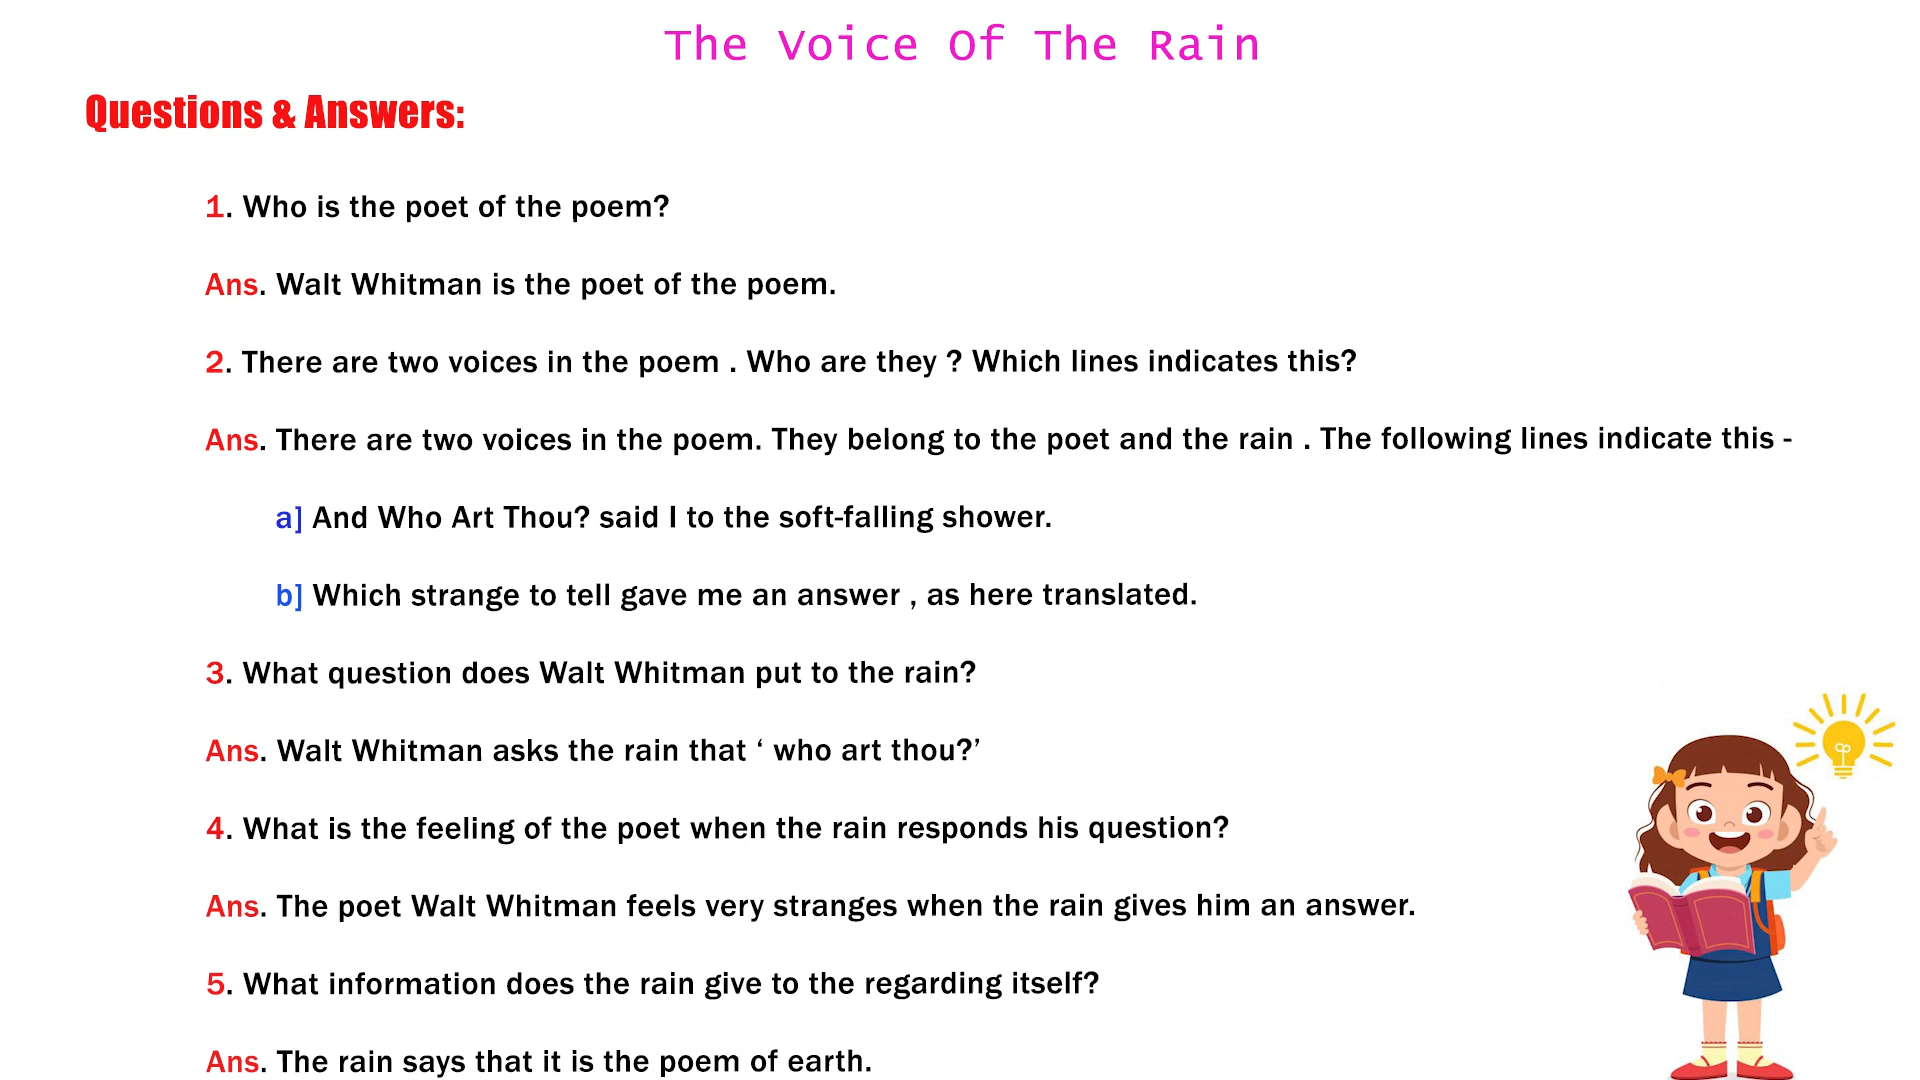 The Voice Of The Rain
Questions & Answers:
1. Who is the poet of the poem?
Ans. Walt Whitman is the poet of the poem.
2. There are two voices in the poem . Who are they ? Which lines indicates this?
Ans. There are two voices in the poem. They belong to the poet and the rain . The following lines indicate this -
a] And Who Art Thou? said I to the soft-falling shower.
b] Which strange to tell gave me an answer , as here translated.
3. What question does Walt Whitman put to the rain?
Ans. Walt Whitman asks the rain that ‘ who art thou?’
4. What is the feeling of the poet when the rain responds his question?
Ans. The poet Walt Whitman feels very stranges when the rain gives him an answer.
5. What information does the rain give to the regarding itself?
Ans. The rain says that it is the poem of earth.